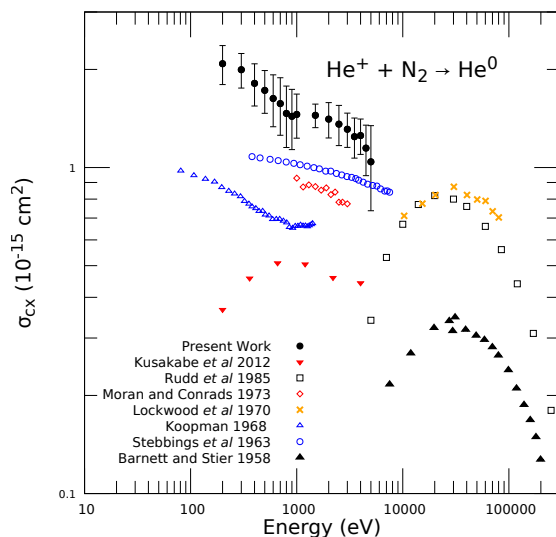 He⁺ + N₂ → He⁰
2
1
0.1
σcx (10⁻¹⁵ cm²)
Present Work
Kusakabe et al 2012
Rudd et al 1985
Moran and Conrads 1973
Lockwood et al 1970
Koopman 1968
Stebbings et al 1963
Barnett and Stier 1958
10 100 1000 10000 100000
Energy (eV)